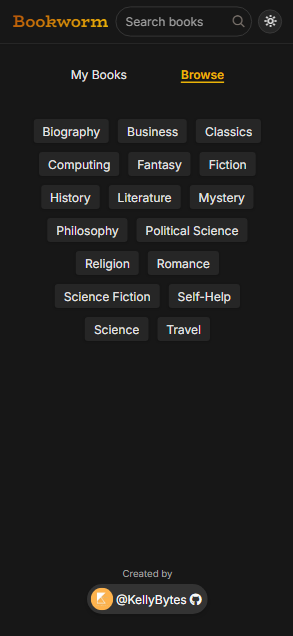 Bookworm Search books
My Books Browse
Biography Business Classics
Computing Fantasy Fiction
History Literature Mystery
Philosophy Political Science
Religion Romance
Science Fiction Self-Help
Science Travel
Created by
@KellyBytes